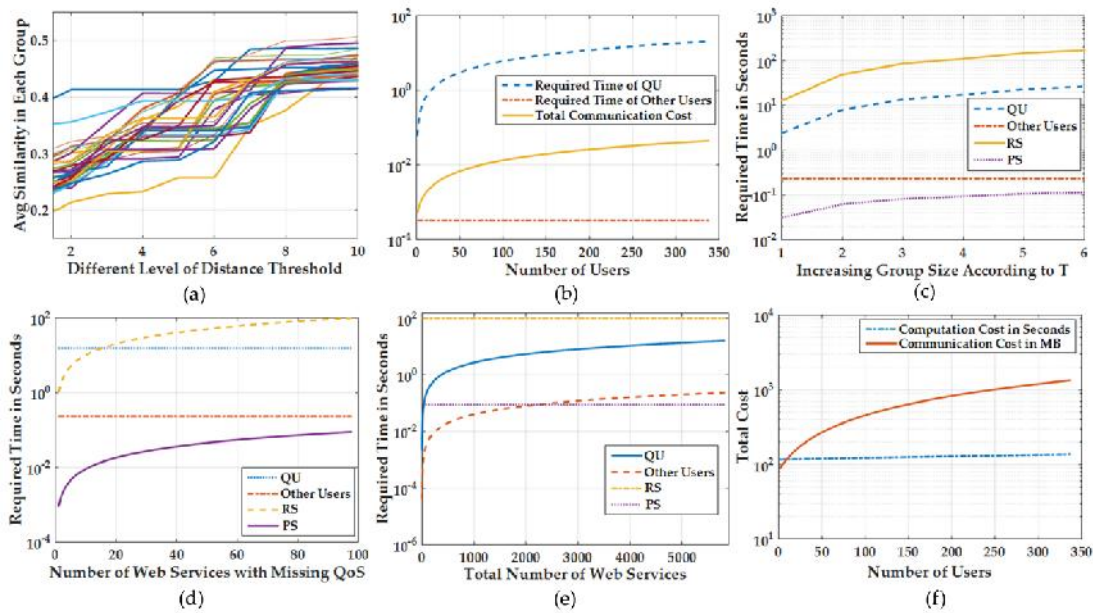 Avg Similarity in Each Group
0.5
0.4
0.3
0.2
2 4 6 8 10
Different Level of Distance Threshold
(a)
10^2
10^0
10^-2
10^-4
Required Time of QU
Required Time of Other Users
Total Communication Cost
0 50 100 150 200 250 300 350
Number of Users
(b)
Required Time in Seconds
10^3
10^2
10^1
10^0
10^-1
10^-2
QU
Other Users
RS
PS
1 2 3 4 5 6
Increasing Group Size According to T
(c)
Required Time in Seconds
10^2
10^0
10^-2
10^-4
QU
Other Users
RS
PS
0 20 40 60 80 100
Number of Web Services with Missing QoS
(d)
Required Time in Seconds
10^2
10^0
10^-2
10^-4
10^-6
QU
Other Users
RS
PS
0 1000 2000 3000 4000 5000
Total Number of Web Services
(e)
Total Cost
10^4
10^3
10^2
10^1
Computation Cost in Seconds
Communication Cost in MB
0 50 100 150 200 250 300 350
Number of Users
(f)